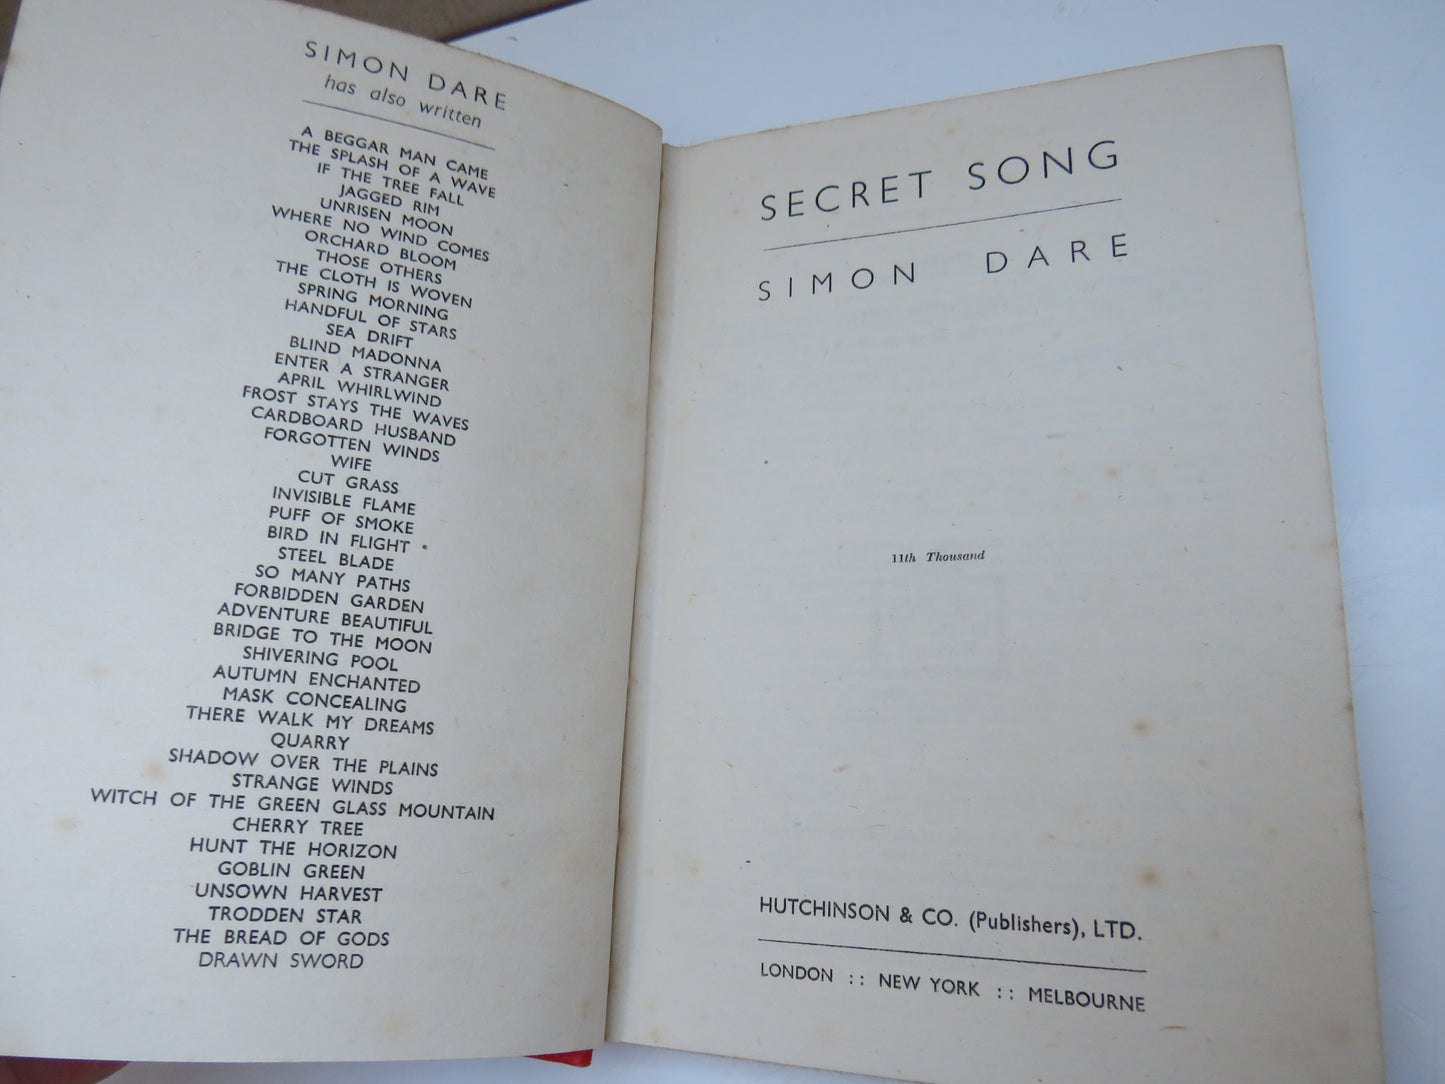 SIMON DARE
has also written
A BEGGAR MAN CAME
THE SPLASH OF A WAVE
IF THE TREE FALL
JAGGED RIM
UNRISEN MOON
WHERE NO WIND COMES
ORCHARD BLOOM
THOSE OTHERS
THE CLOTH IS WOVEN
SPRING MORNING
HANDFUL OF STARS
SEA DRIFT
BLIND MADONNA
ENTER A STRANGER
APRIL WHIRLWIND
FROST STAYS THE WAVES
CARDBOARD HUSBAND
FORGOTTEN WINDS
WIFE
CUT GRASS
INVISIBLE FLAME
PUFF OF SMOKE
BIRD IN FLIGHT
STEEL BLADE
SO MANY PATHS
FORBIDDEN GARDEN
ADVENTURE BEAUTIFUL
BRIDGE TO THE MOON
SHIVERING POOL
AUTUMN ENCHANTED
MASK CONCEALING
THERE WALK MY DREAMS
QUARRY
SHADOW OVER THE PLAINS
STRANGE WINDS
WITCH OF THE GREEN GLASS MOUNTAIN
CHERRY TREE
HUNT THE HORIZON
GOBLIN GREEN
UNSOWN HARVEST
TRODDEN STAR
THE BREAD OF GODS
DRAWN SWORD
SECRET SONG
SIMON DARE
11th Thousand
HUTCHINSON & CO. (Publishers), LTD.
LONDON :: NEW YORK :: MELBOURNE